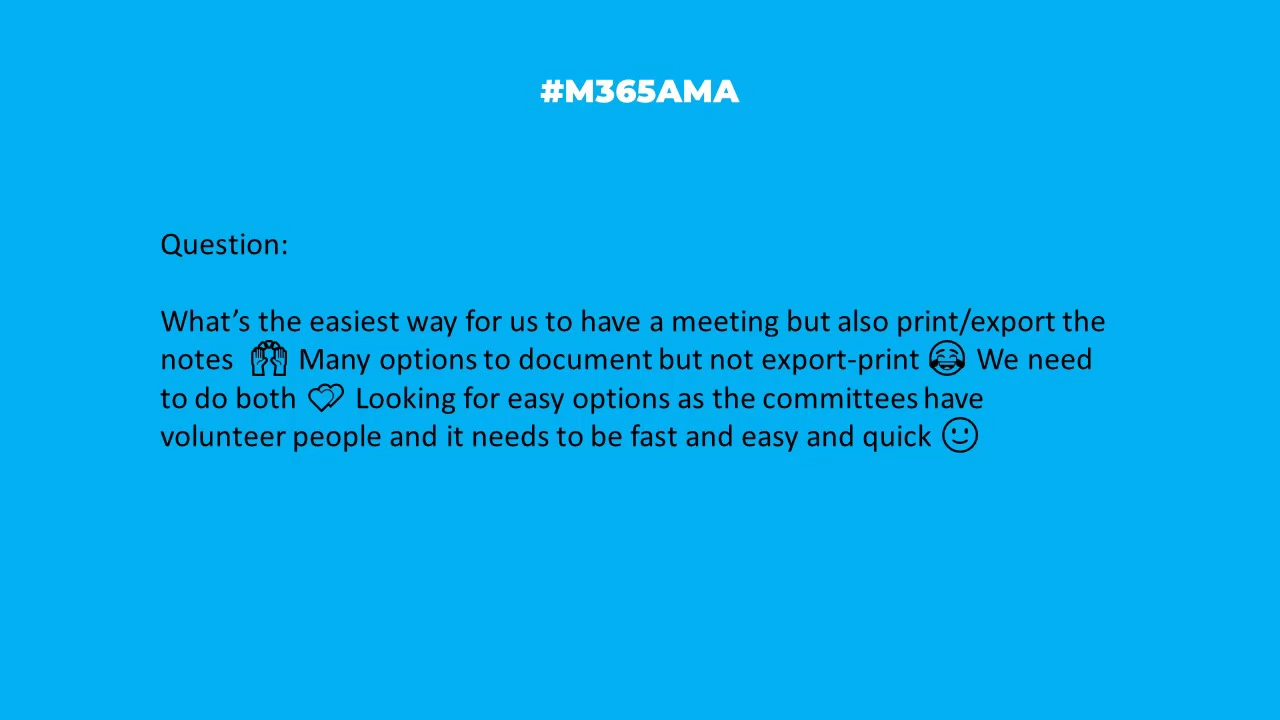 #M365AMA
Question:
What’s the easiest way for us to have a meeting but also print/export the
notes 🙌 Many options to document but not export-print 😂 We need
to do both 💕 Looking for easy options as the committees have
volunteer people and it needs to be fast and easy and quick 🙂